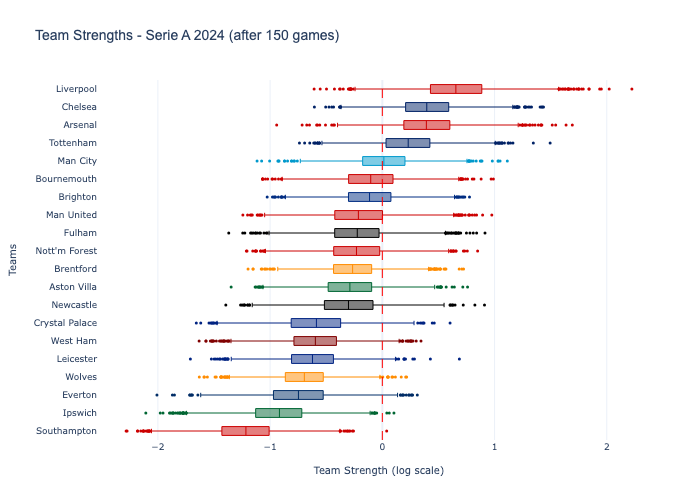 Team Strengths - Serie A 2024 (after 150 games)
Teams
Liverpool
Chelsea
Arsenal
Tottenham
Man City
Bournemouth
Brighton
Man United
Fulham
Nott'm Forest
Brentford
Aston Villa
Newcastle
Crystal Palace
West Ham
Leicester
Wolves
Everton
Ipswich
Southampton
−2 −1 0 1 2
Team Strength (log scale)